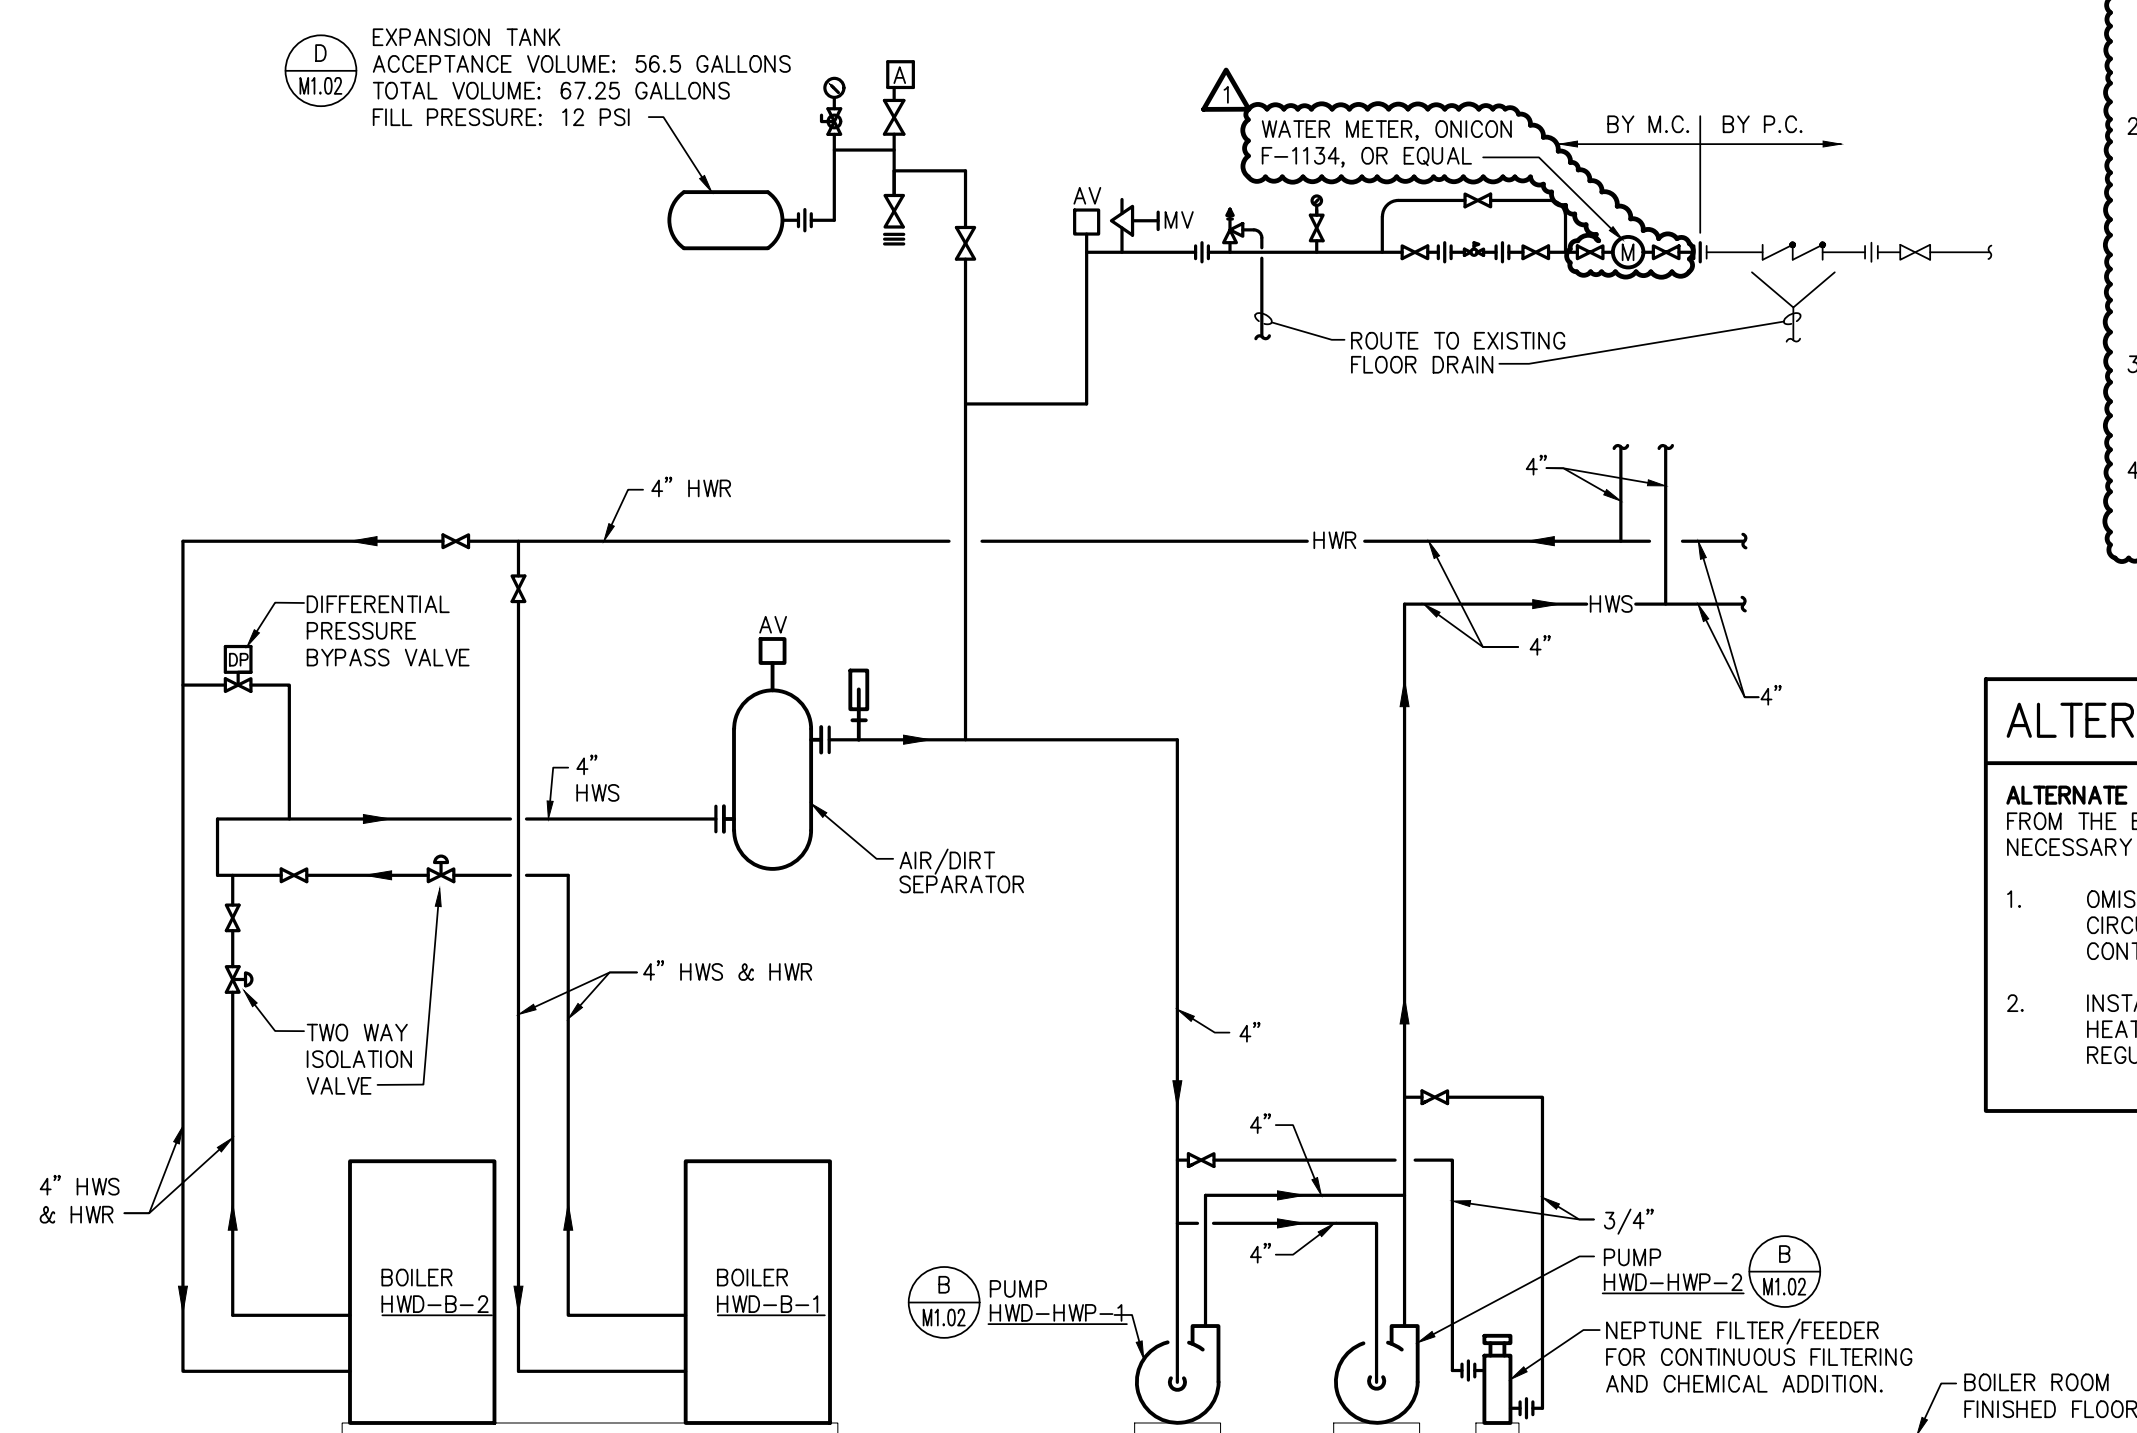 D
M1.02
EXPANSION TANK
ACCEPTANCE VOLUME: 56.5 GALLONS
TOTAL VOLUME: 67.25 GALLONS
FILL PRESSURE: 12 PSI
A
1
WATER METER, ONICON
F-1134, OR EQUAL
BY M.C.
BY P.C.
AV
MV
M
ROUTE TO EXISTING
FLOOR DRAIN
2
3
4
4" HWR
4"
HWR
HWS
4"
4"
DIFFERENTIAL
PRESSURE
BYPASS VALVE
DP
AV
4"
HWS
AIR/DIRT
SEPARATOR
4" HWS & HWR
TWO WAY
ISOLATION
VALVE
4"
4" HWS
& HWR
4"
4"
3/4"
BOILER
HWD-B-2
BOILER
HWD-B-1
B
M1.02
PUMP
HWD-HWP-1
PUMP
HWD-HWP-2
B
M1.02
NEPTUNE FILTER/FEEDER
FOR CONTINUOUS FILTERING
AND CHEMICAL ADDITION.
BOILER ROOM
FINISHED FLOOR
ALTER
ALTERNATE
FROM THE
NECESSARY
1. OMIS
CIRCU
CONT
2. INSTA
HEAT
REGU